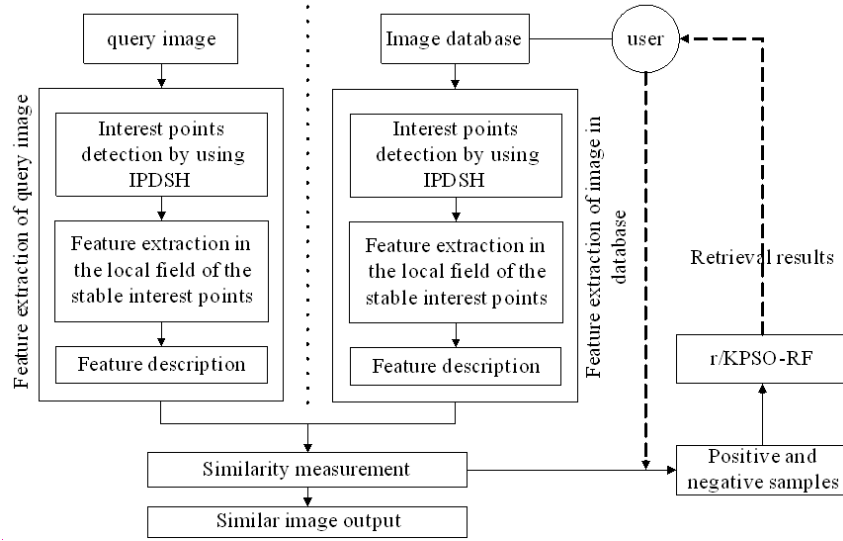 query image
Image database
user
Feature extraction of query image
Interest points
detection by using
IPDSH
Feature extraction in
the local field of the
stable interest points
Feature description
Interest points
detection by using
IPDSH
Feature extraction in
the local field of the
stable interest points
Feature description
Feature extraction of image in
database
Retrieval results
r/KPSO-RF
Positive and
negative samples
Similarity measurement
Similar image output